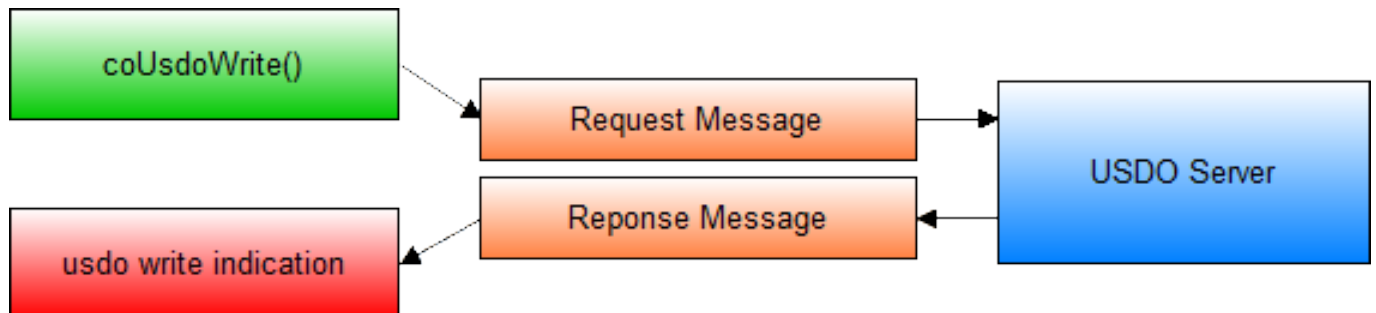 coUsdoWrite()
Request Message
USDO Server
Reponse Message
usdo write indication